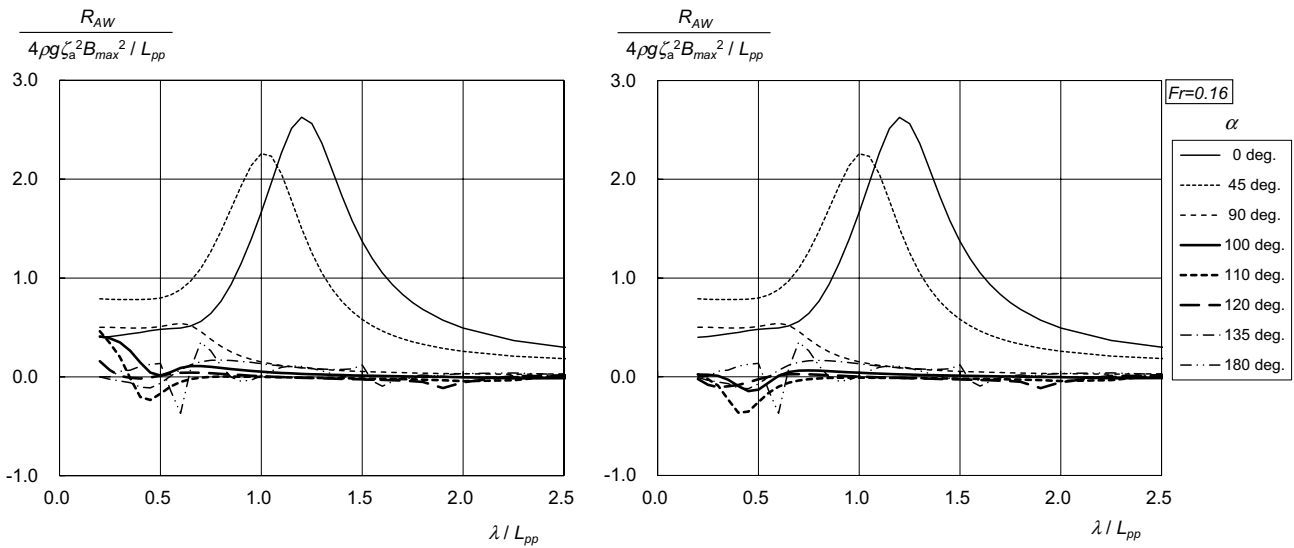 R_AW
4ρgζ_a²B_max² / L_pp
3.0
2.0
1.0
0.0
-1.0
0.0 0.5 1.0 1.5 2.0 2.5
λ / L_pp
R_AW
4ρgζ_a²B_max² / L_pp
3.0
2.0
1.0
0.0
-1.0
0.0 0.5 1.0 1.5 2.0 2.5
λ / L_pp
Fr=0.16
α
0 deg.
45 deg.
90 deg.
100 deg.
110 deg.
120 deg.
135 deg.
180 deg.